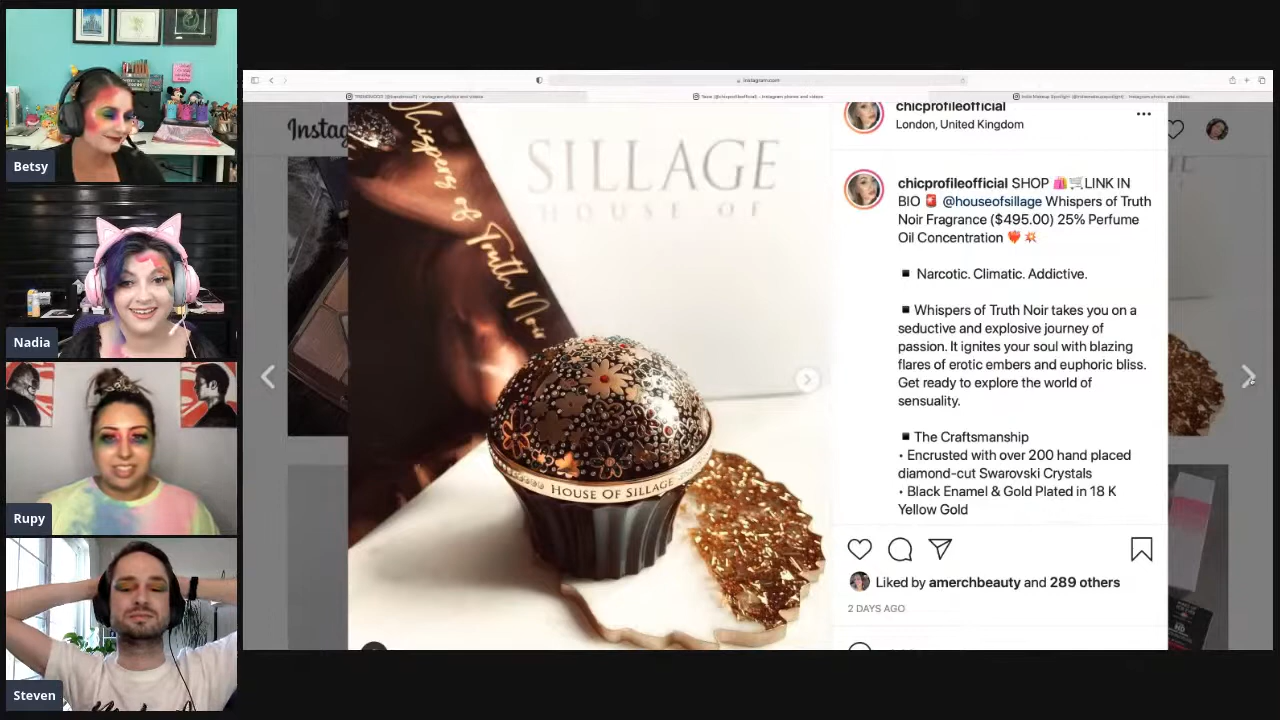 Betsy
Nadia
Rupy
Steven
instagram.com
Instag
Whispers of Truth Noir
SILLAGE
HOUSE OF
HOUSE OF SILLAGE
chicprofileofficial
London, United Kingdom
chicprofileofficial SHOP 🛍️🛒LINK IN
BIO 🚨 @houseofsillage Whispers of Truth
Noir Fragrance ($495.00) 25% Perfume
Oil Concentration ❤️‍🔥 💥
◾ Narcotic. Climatic. Addictive.
◾ Whispers of Truth Noir takes you on a
seductive and explosive journey of
passion. It ignites your soul with blazing
flares of erotic embers and euphoric bliss.
Get ready to explore the world of
sensuality.
◾ The Craftsmanship
• Encrusted with over 200 hand placed
diamond-cut Swarovski Crystals
• Black Enamel & Gold Plated in 18 K
Yellow Gold
Liked by amerchbeauty and 289 others
2 DAYS AGO